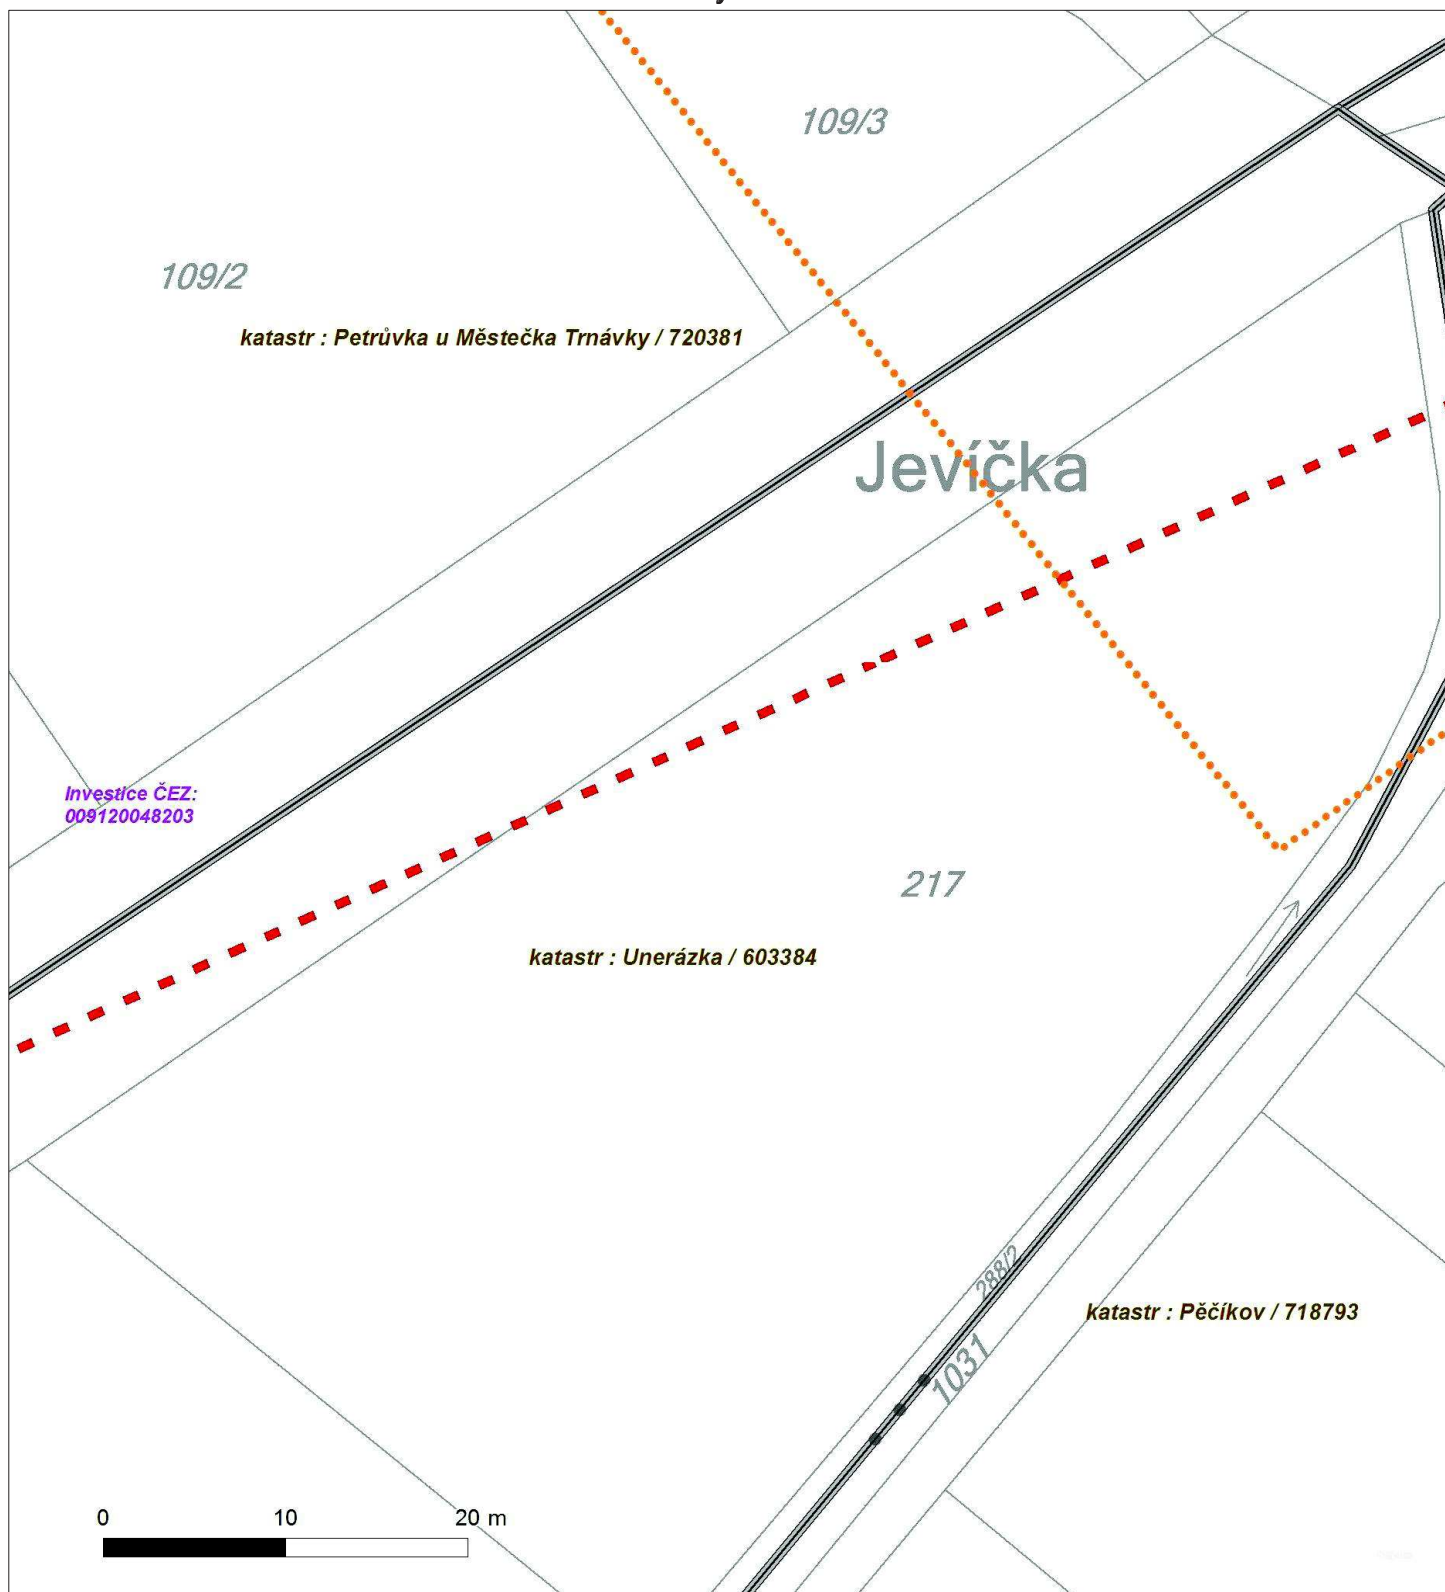 109/3
109/2
katastr : Petrůvka u Městečka Trnávky / 720381
Jevíčka
Investice ČEZ:
009120048203
217
katastr : Unerázka / 603384
288/2
katastr : Pěčíkov / 718793
1031
0 10 20 m